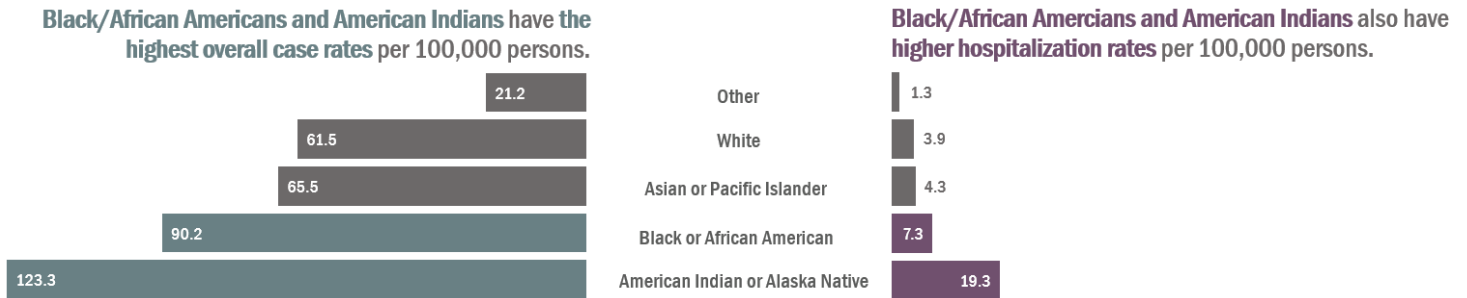 Black/African Americans and American Indians have the
highest overall case rates per 100,000 persons.
Black/African Amercians and American Indians also have
higher hospitalization rates per 100,000 persons.
21.2 Other 1.3
61.5 White 3.9
65.5 Asian or Pacific Islander 4.3
90.2 Black or African American 7.3
123.3 American Indian or Alaska Native 19.3